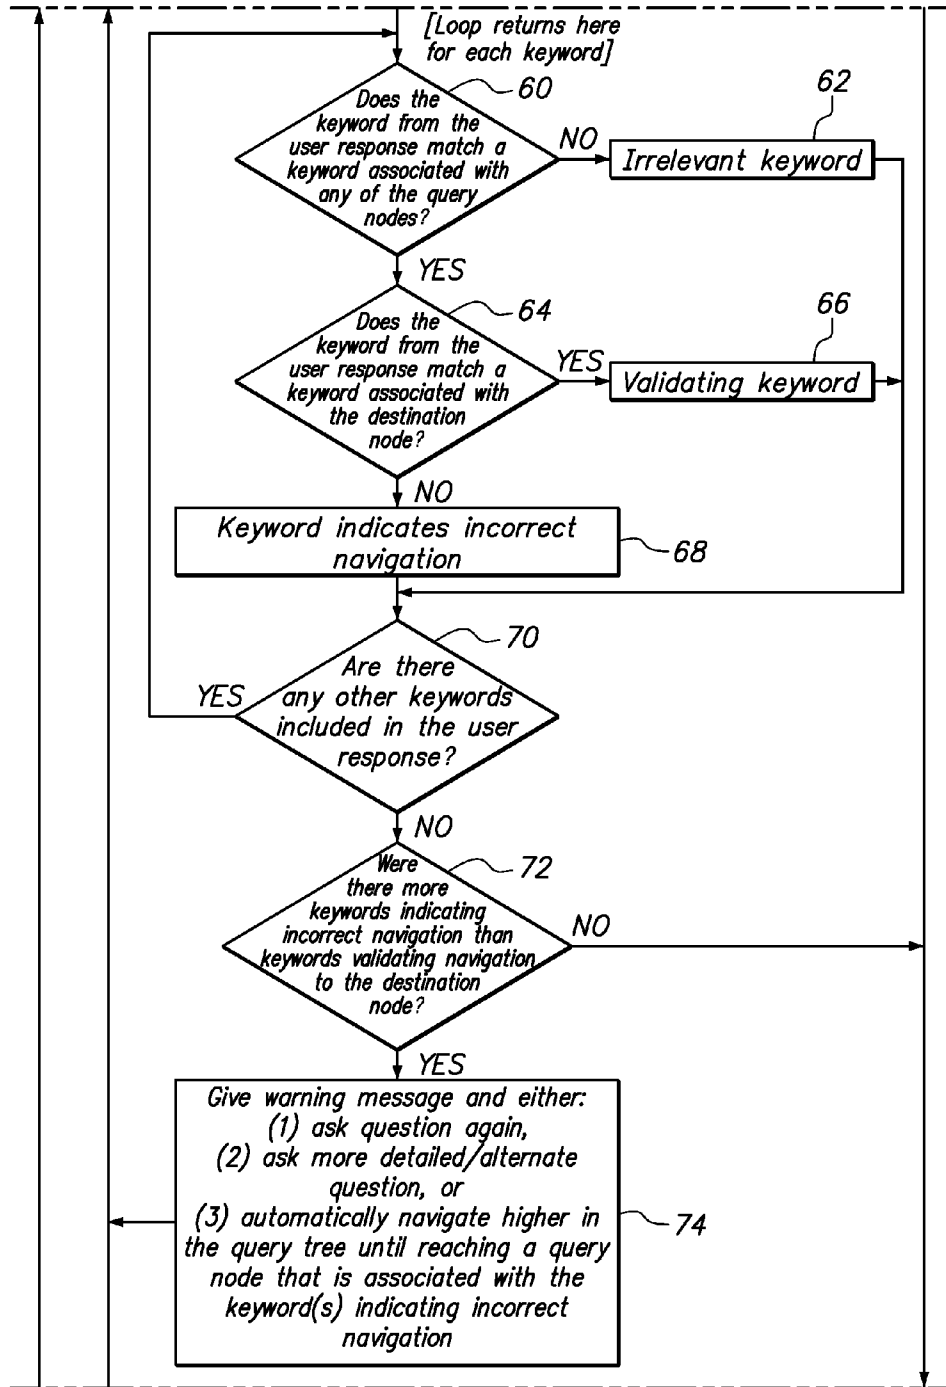 [Loop returns here
for each keyword]
60
Does the
keyword from the
user response match a
keyword associated with
any of the query
nodes?
NO
62
Irrelevant keyword
YES
64
Does the
keyword from the
user response match a
keyword associated with
the destination
node?
YES
66
Validating keyword
NO
Keyword indicates incorrect
navigation
68
70
Are there
any other keywords
included in the user
response?
YES
NO
72
Were
there more
keywords indicating
incorrect navigation than
keywords validating navigation
to the destination
node?
NO
YES
Give warning message and either:
(1) ask question again,
(2) ask more detailed/alternate
question, or
(3) automatically navigate higher in
the query tree until reaching a query
node that is associated with the
keyword(s) indicating incorrect
navigation
74